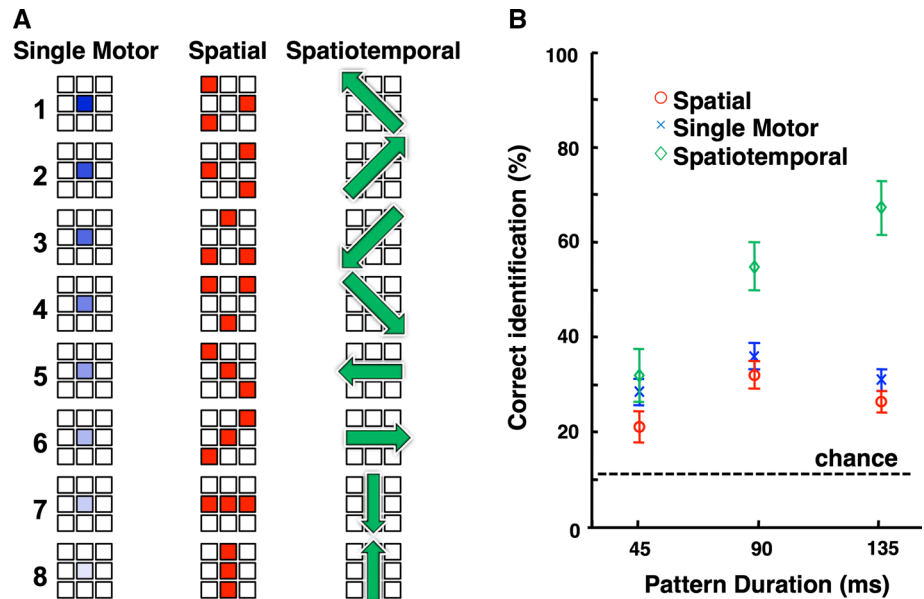 A
Single Motor Spatial Spatiotemporal
1
2
3
4
5
6
7
8
B
Correct identification (%)
100
80
60
40
20
0
Spatial
Single Motor
Spatiotemporal
chance
45 90 135
Pattern Duration (ms)